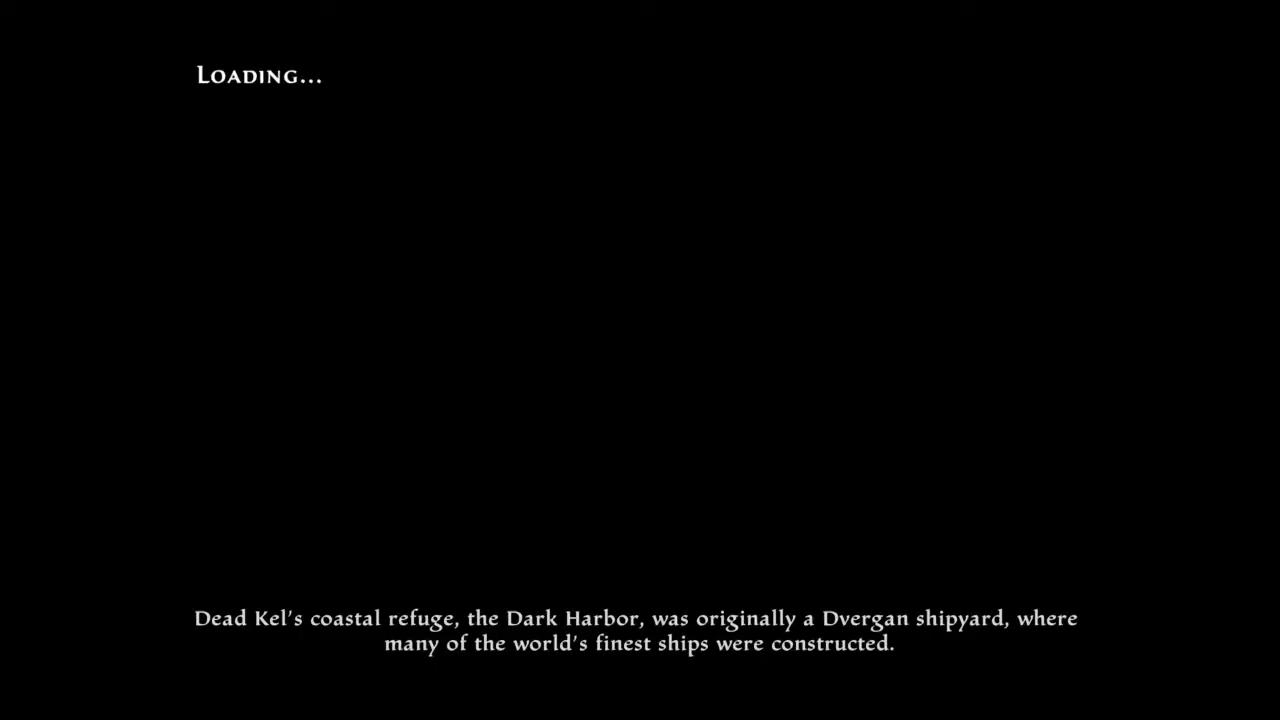 Loading...
Dead Kel's coastal refuge, the Dark Harbor, was originally a Dvergan shipyard, where
many of the world's finest ships were constructed.